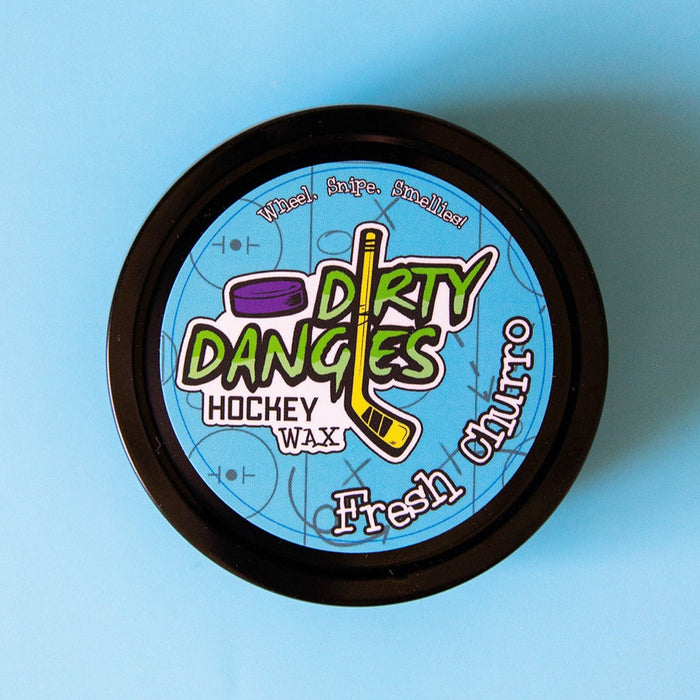 Wheel. Snipe. Smellies!
DIRTY
DANGLES
HOCKEY
WAX
Fresh Churro